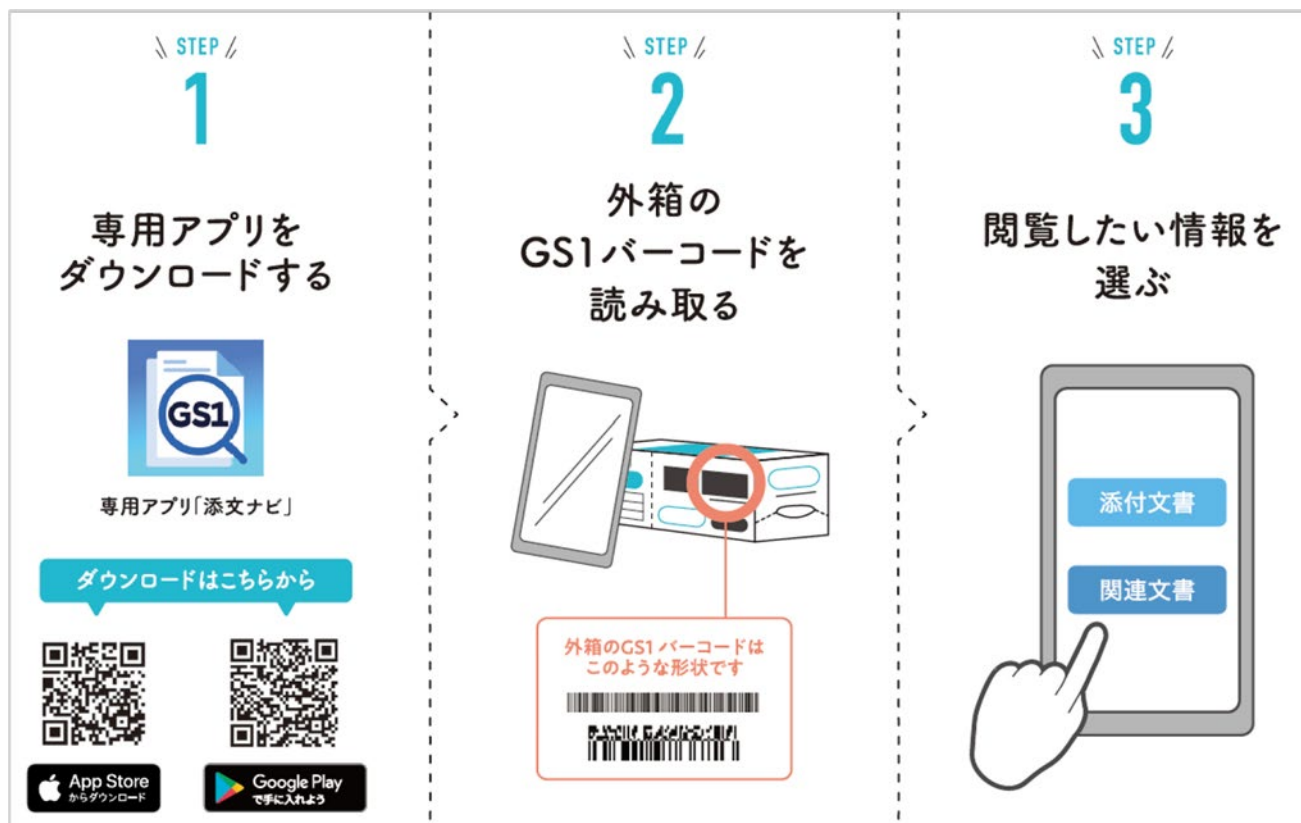 STEP
1
専用アプリを
ダウンロードする
GS1
専用アプリ「添文ナビ」
ダウンロードはこちらから
App Store
からダウンロード
Google Play
で手に入れよう
STEP
2
外箱の
GS1バーコードを
読み取る
外箱のGS1バーコードは
このような形状です
STEP
3
閲覧したい情報を
選ぶ
添付文書
関連文書